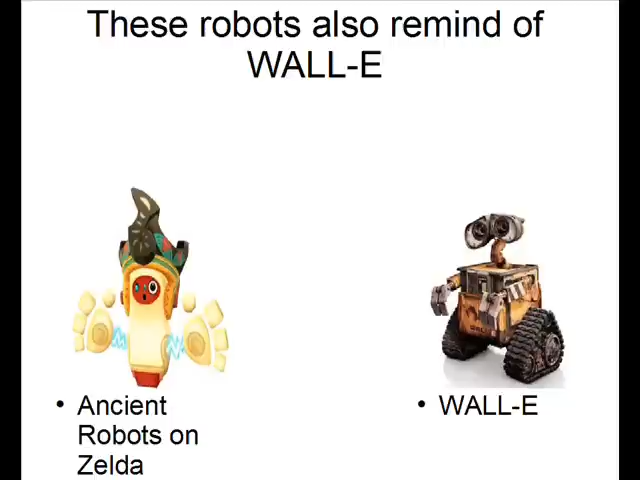 These robots also remind of
WALL-E
• Ancient
Robots on
Zelda
• WALL-E